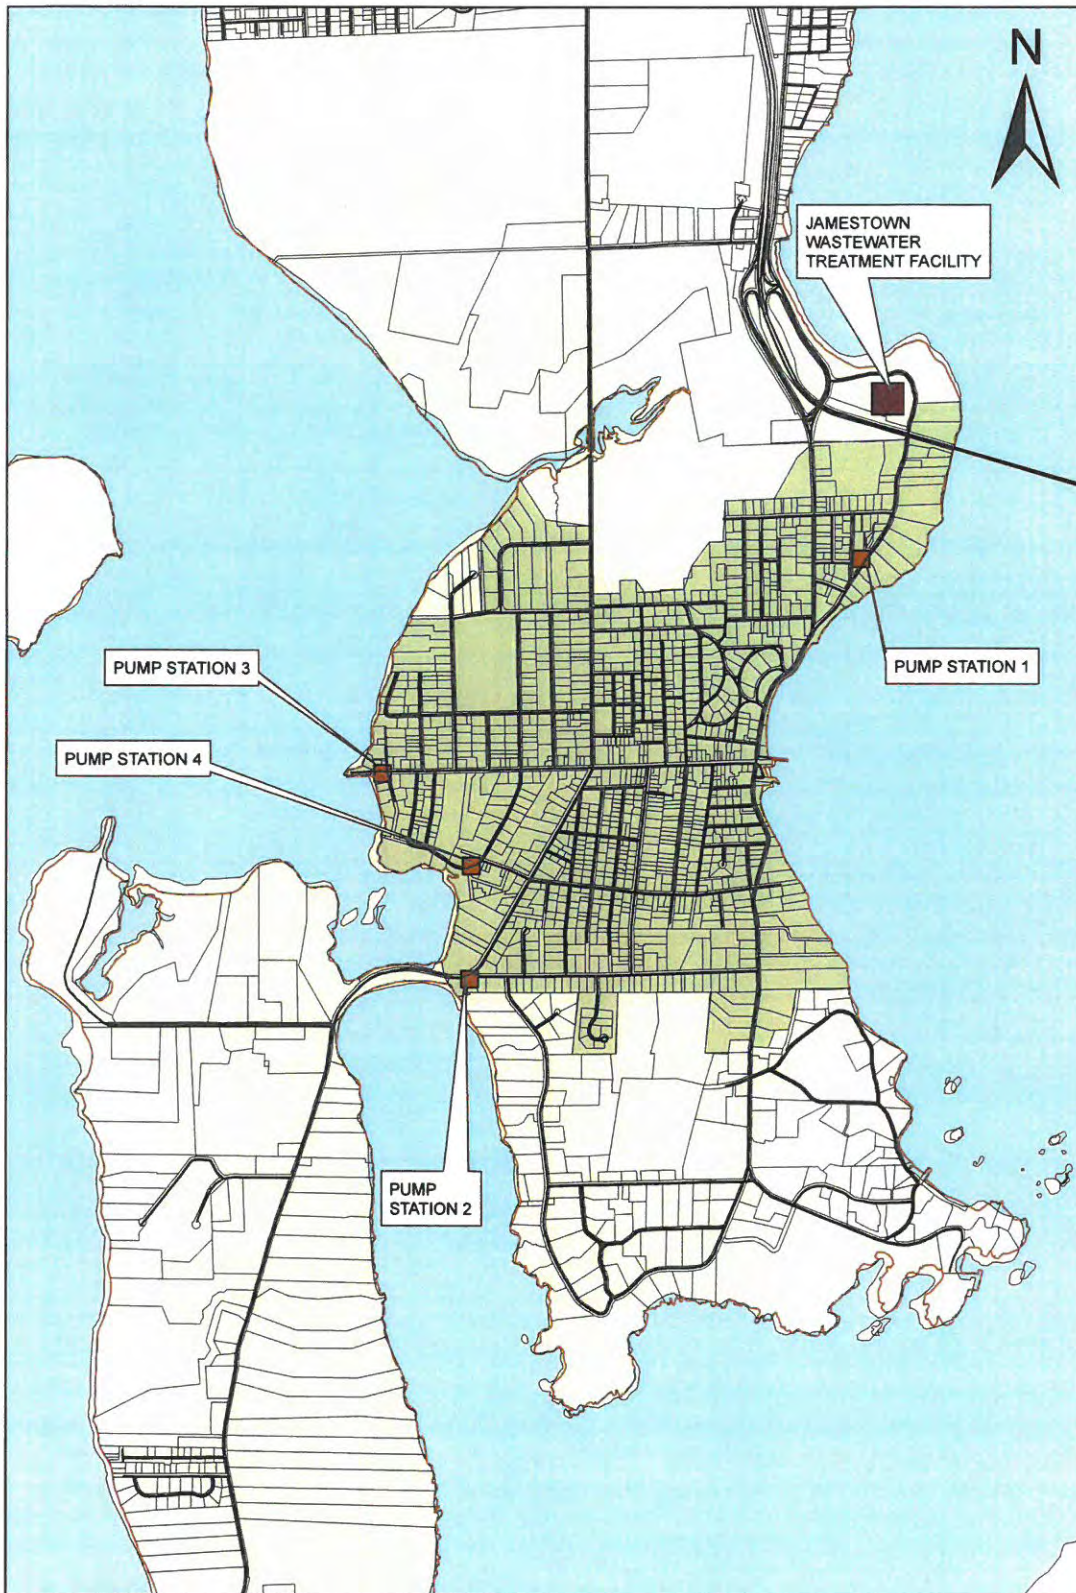 N
JAMESTOWN
WASTEWATER
TREATMENT FACILITY
PUMP STATION 3
PUMP STATION 1
PUMP STATION 4
PUMP
STATION 2